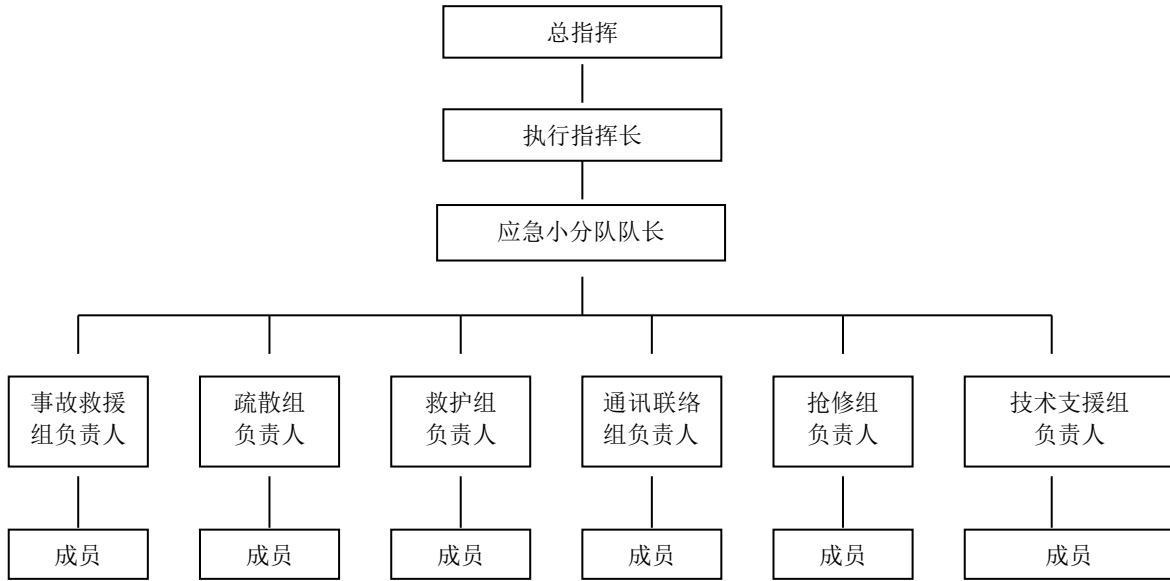 总指挥
执行指挥长
应急小分队队长
事故救援
组负责人
疏散组
负责人
救护组
负责人
通讯联络
组负责人
抢修组
负责人
技术支援组
负责人
成员
成员
成员
成员
成员
成员